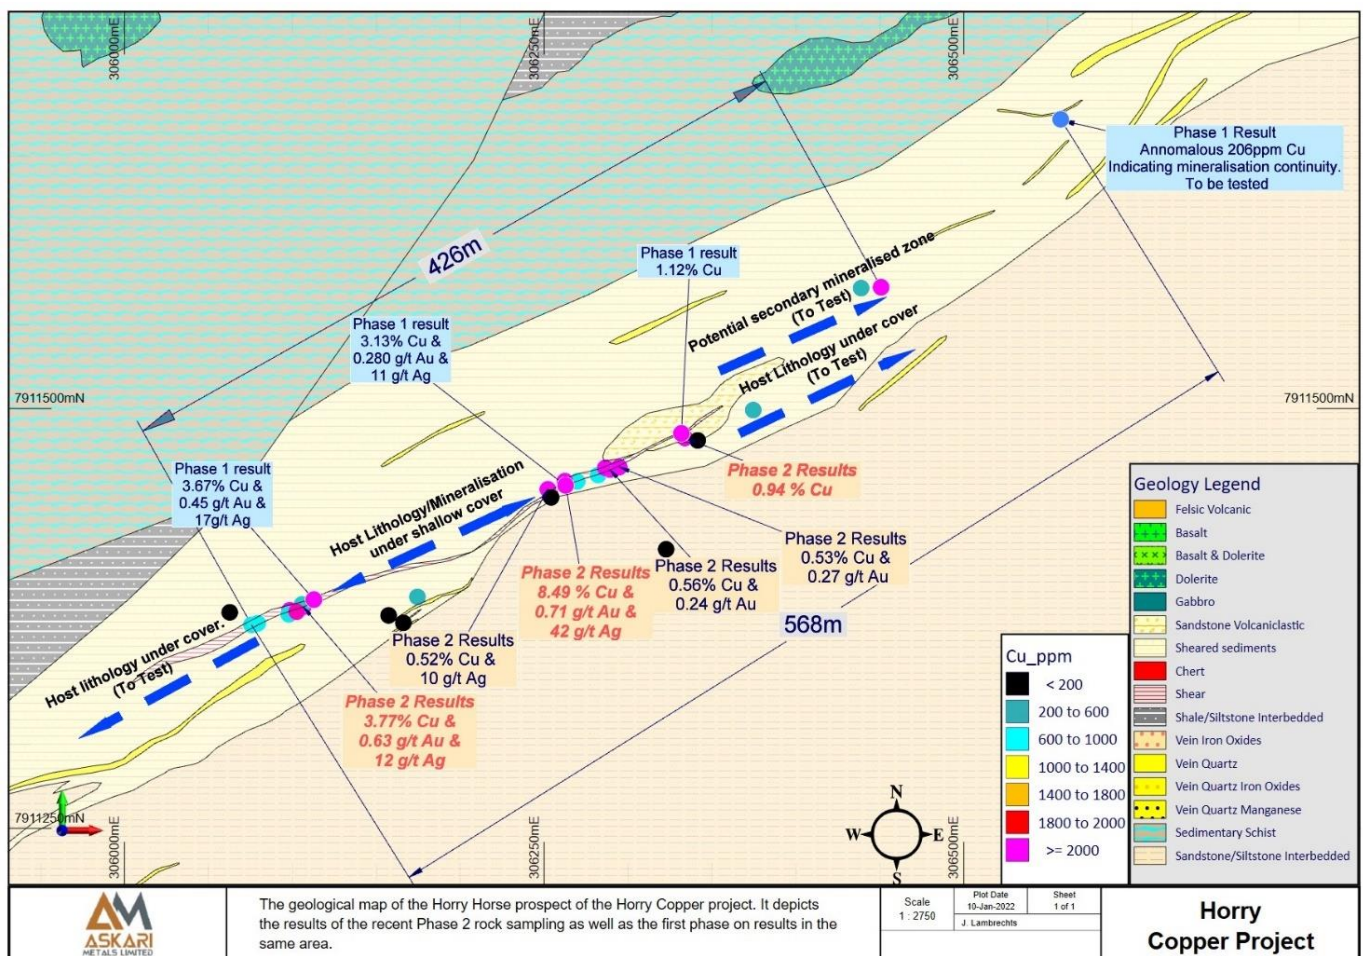 306000mE
306250mE
306500mE
Phase 1 Result
Annomalous 206ppm Cu
Indicating mineralisation continuity.
To be tested
426m
Phase 1 result
1.12% Cu
Potential secondary mineralised zone
(To Test)
Host Lithology under cover
(To Test)
Phase 1 result
3.13% Cu &
0.280 g/t Au &
11 g/t Ag
7911500mN
7911500mN
Phase 1 result
3.67% Cu &
0.45 g/t Au &
17g/t Ag
Host Lithology/Mineralisation
under shallow cover
Phase 2 Results
0.94 % Cu
Phase 2 Results
0.53% Cu &
0.27 g/t Au
Phase 2 Results
0.56% Cu &
0.24 g/t Au
Phase 2 Results
8.49 % Cu &
0.71 g/t Au &
42 g/t Ag
568m
Phase 2 Results
0.52% Cu &
10 g/t Ag
Host lithology under cover.
(To Test)
Phase 2 Results
3.77% Cu &
0.63 g/t Au &
12 g/t Ag
7911250mN
306000mE
306250mE
306500mE
N
W
E
S
Cu_ppm
< 200
200 to 600
600 to 1000
1000 to 1400
1400 to 1800
1800 to 2000
>= 2000
Geology Legend
Felsic Volcanic
Basalt
Basalt & Dolerite
Dolerite
Gabbro
Sandstone Volcaniclastic
Sheared sediments
Chert
Shear
Shale/Siltstone Interbedded
Vein Iron Oxides
Vein Quartz
Vein Quartz Iron Oxides
Vein Quartz Manganese
Sedimentary Schist
Sandstone/Siltstone Interbedded
AM
ASKARI
METALS LIMITED
The geological map of the Horry Horse prospect of the Horry Copper project. It depicts
the results of the recent Phase 2 rock sampling as well as the first phase on results in the
same area.
Scale
1 : 2750
Plot Date
10-Jan-2022
Sheet
1 of 1
J. Lambrechts
Horry
Copper Project